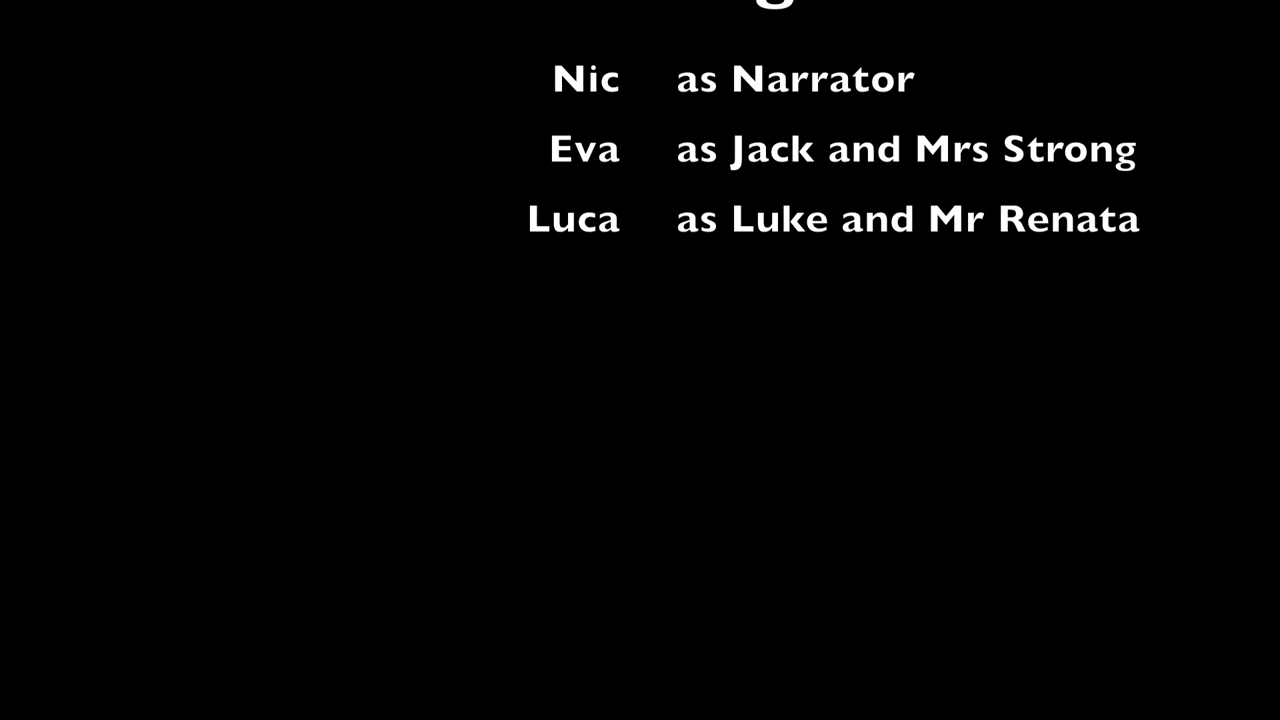 Nic as Narrator
Eva as Jack and Mrs Strong
Luca as Luke and Mr Renata